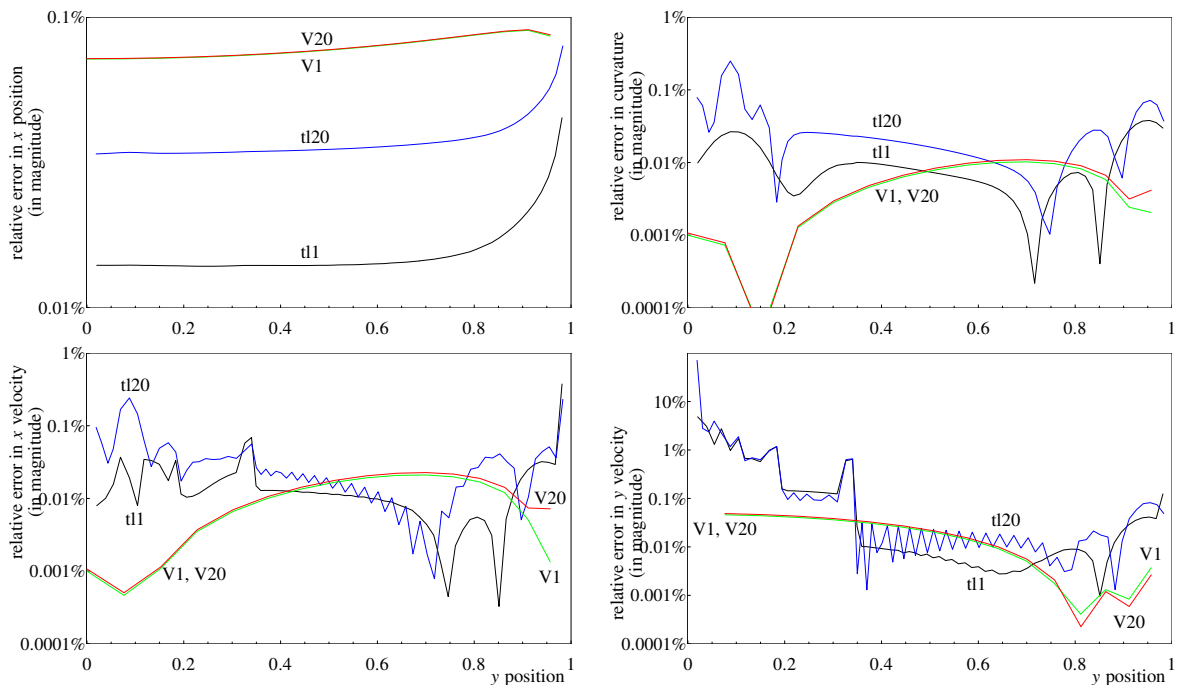 0.1%
relative error in x position
(in magnitude)
V20
V1
tl20
tl1
0.01%
0 0.2 0.4 0.6 0.8 1
1%
0.1%
0.01%
0.001%
0.0001%
relative error in curvature
(in magnitude)
tl20
tl1
V1, V20
0 0.2 0.4 0.6 0.8 1
1%
0.1%
0.01%
0.001%
0.0001%
relative error in x velocity
(in magnitude)
tl20
tl1
V1, V20
V20
V1
0 0.2 0.4 0.6 0.8 1
y position
10%
1%
0.1%
0.01%
0.001%
0.0001%
relative error in y velocity
(in magnitude)
V1, V20
tl20
tl1
V1
V20
0 0.2 0.4 0.6 0.8 1
y position